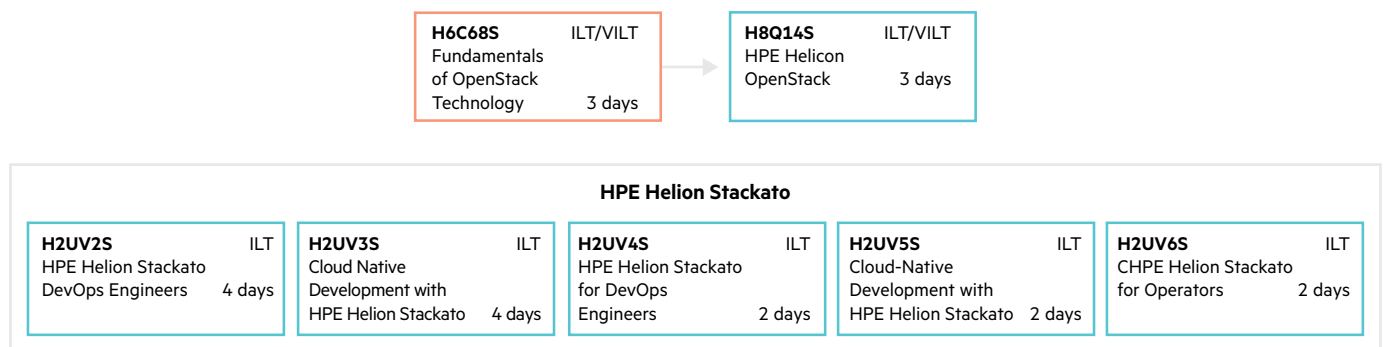 H6C68S ILT/VILT
Fundamentals
of OpenStack
Technology 3 days
H8Q14S ILT/VILT
HPE Helicon
OpenStack 3 days
HPE Helion Stackato
H2UV2S ILT
HPE Helion Stackato
DevOps Engineers 4 days
H2UV3S ILT
Cloud Native
Development with
HPE Helion Stackato 4 days
H2UV4S ILT
HPE Helion Stackato
for DevOps
Engineers 2 days
H2UV5S ILT
Cloud-Native
Development with
HPE Helion Stackato 2 days
H2UV6S ILT
CHPE Helion Stackato
for Operators 2 days